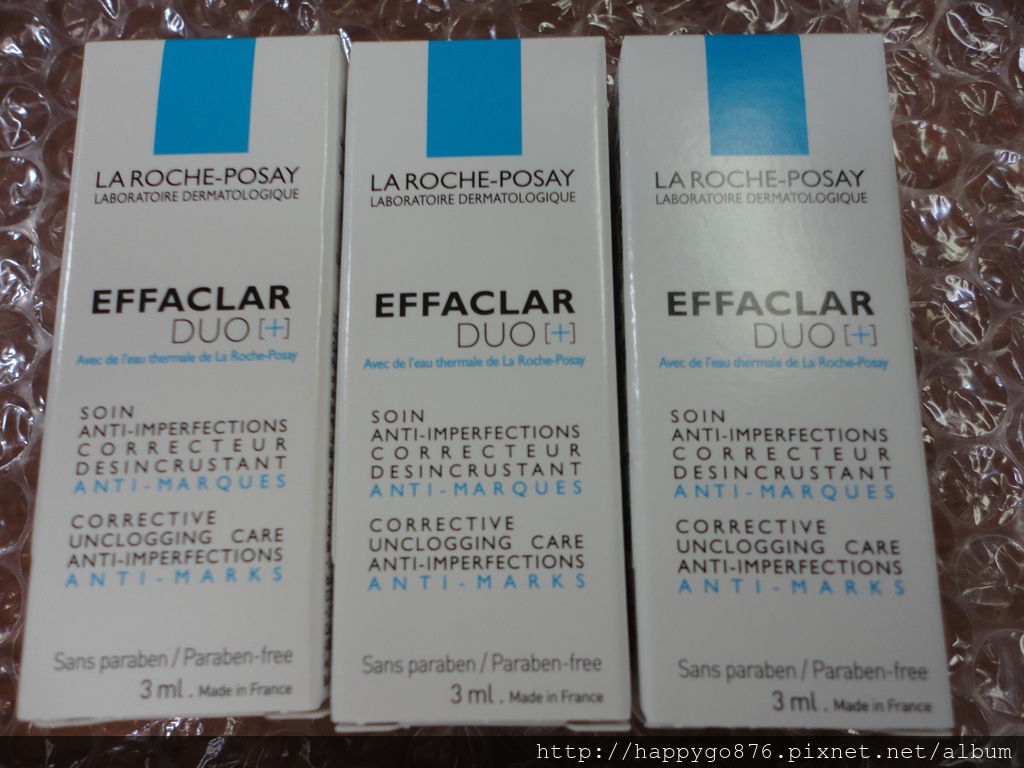 LA ROCHE-POSAY
LABORATOIRE DERMATOLOGIQUE
EFFACLAR
DUO [+]
Avec de l'eau thermale de La Roche-Posay
SOIN
ANTI-IMPERFECTIONS
CORRECTEUR
DESINCRUSTANT
ANTI-MARQUES
CORRECTIVE
UNCLOGGING CARE
ANTI-IMPERFECTIONS
ANTI-MARKS
Sans paraben / Paraben-free
3 ml . Made in France
LA ROCHE-POSAY
LABORATOIRE DERMATOLOGIQUE
EFFACLAR
DUO [+]
Avec de l'eau thermale de La Roche-Posay
SOIN
ANTI-IMPERFECTIONS
CORRECTEUR
DESINCRUSTANT
ANTI-MARQUES
CORRECTIVE
UNCLOGGING CARE
ANTI-IMPERFECTIONS
ANTI-MARKS
Sans paraben / Paraben-free
3 ml . Made in France
LA ROCHE-POSAY
LABORATOIRE DERMATOLOGIQUE
EFFACLAR
DUO [+]
Avec de l'eau thermale de La Roche-Posay
SOIN
ANTI-IMPERFECTIONS
CORRECTEUR
DESINCRUSTANT
ANTI-MARQUES
CORRECTIVE
UNCLOGGING CARE
ANTI-IMPERFECTIONS
ANTI-MARKS
Sans paraben / Paraben-free
3 ml . Made in France
http://happygo876.pixnet.net/album